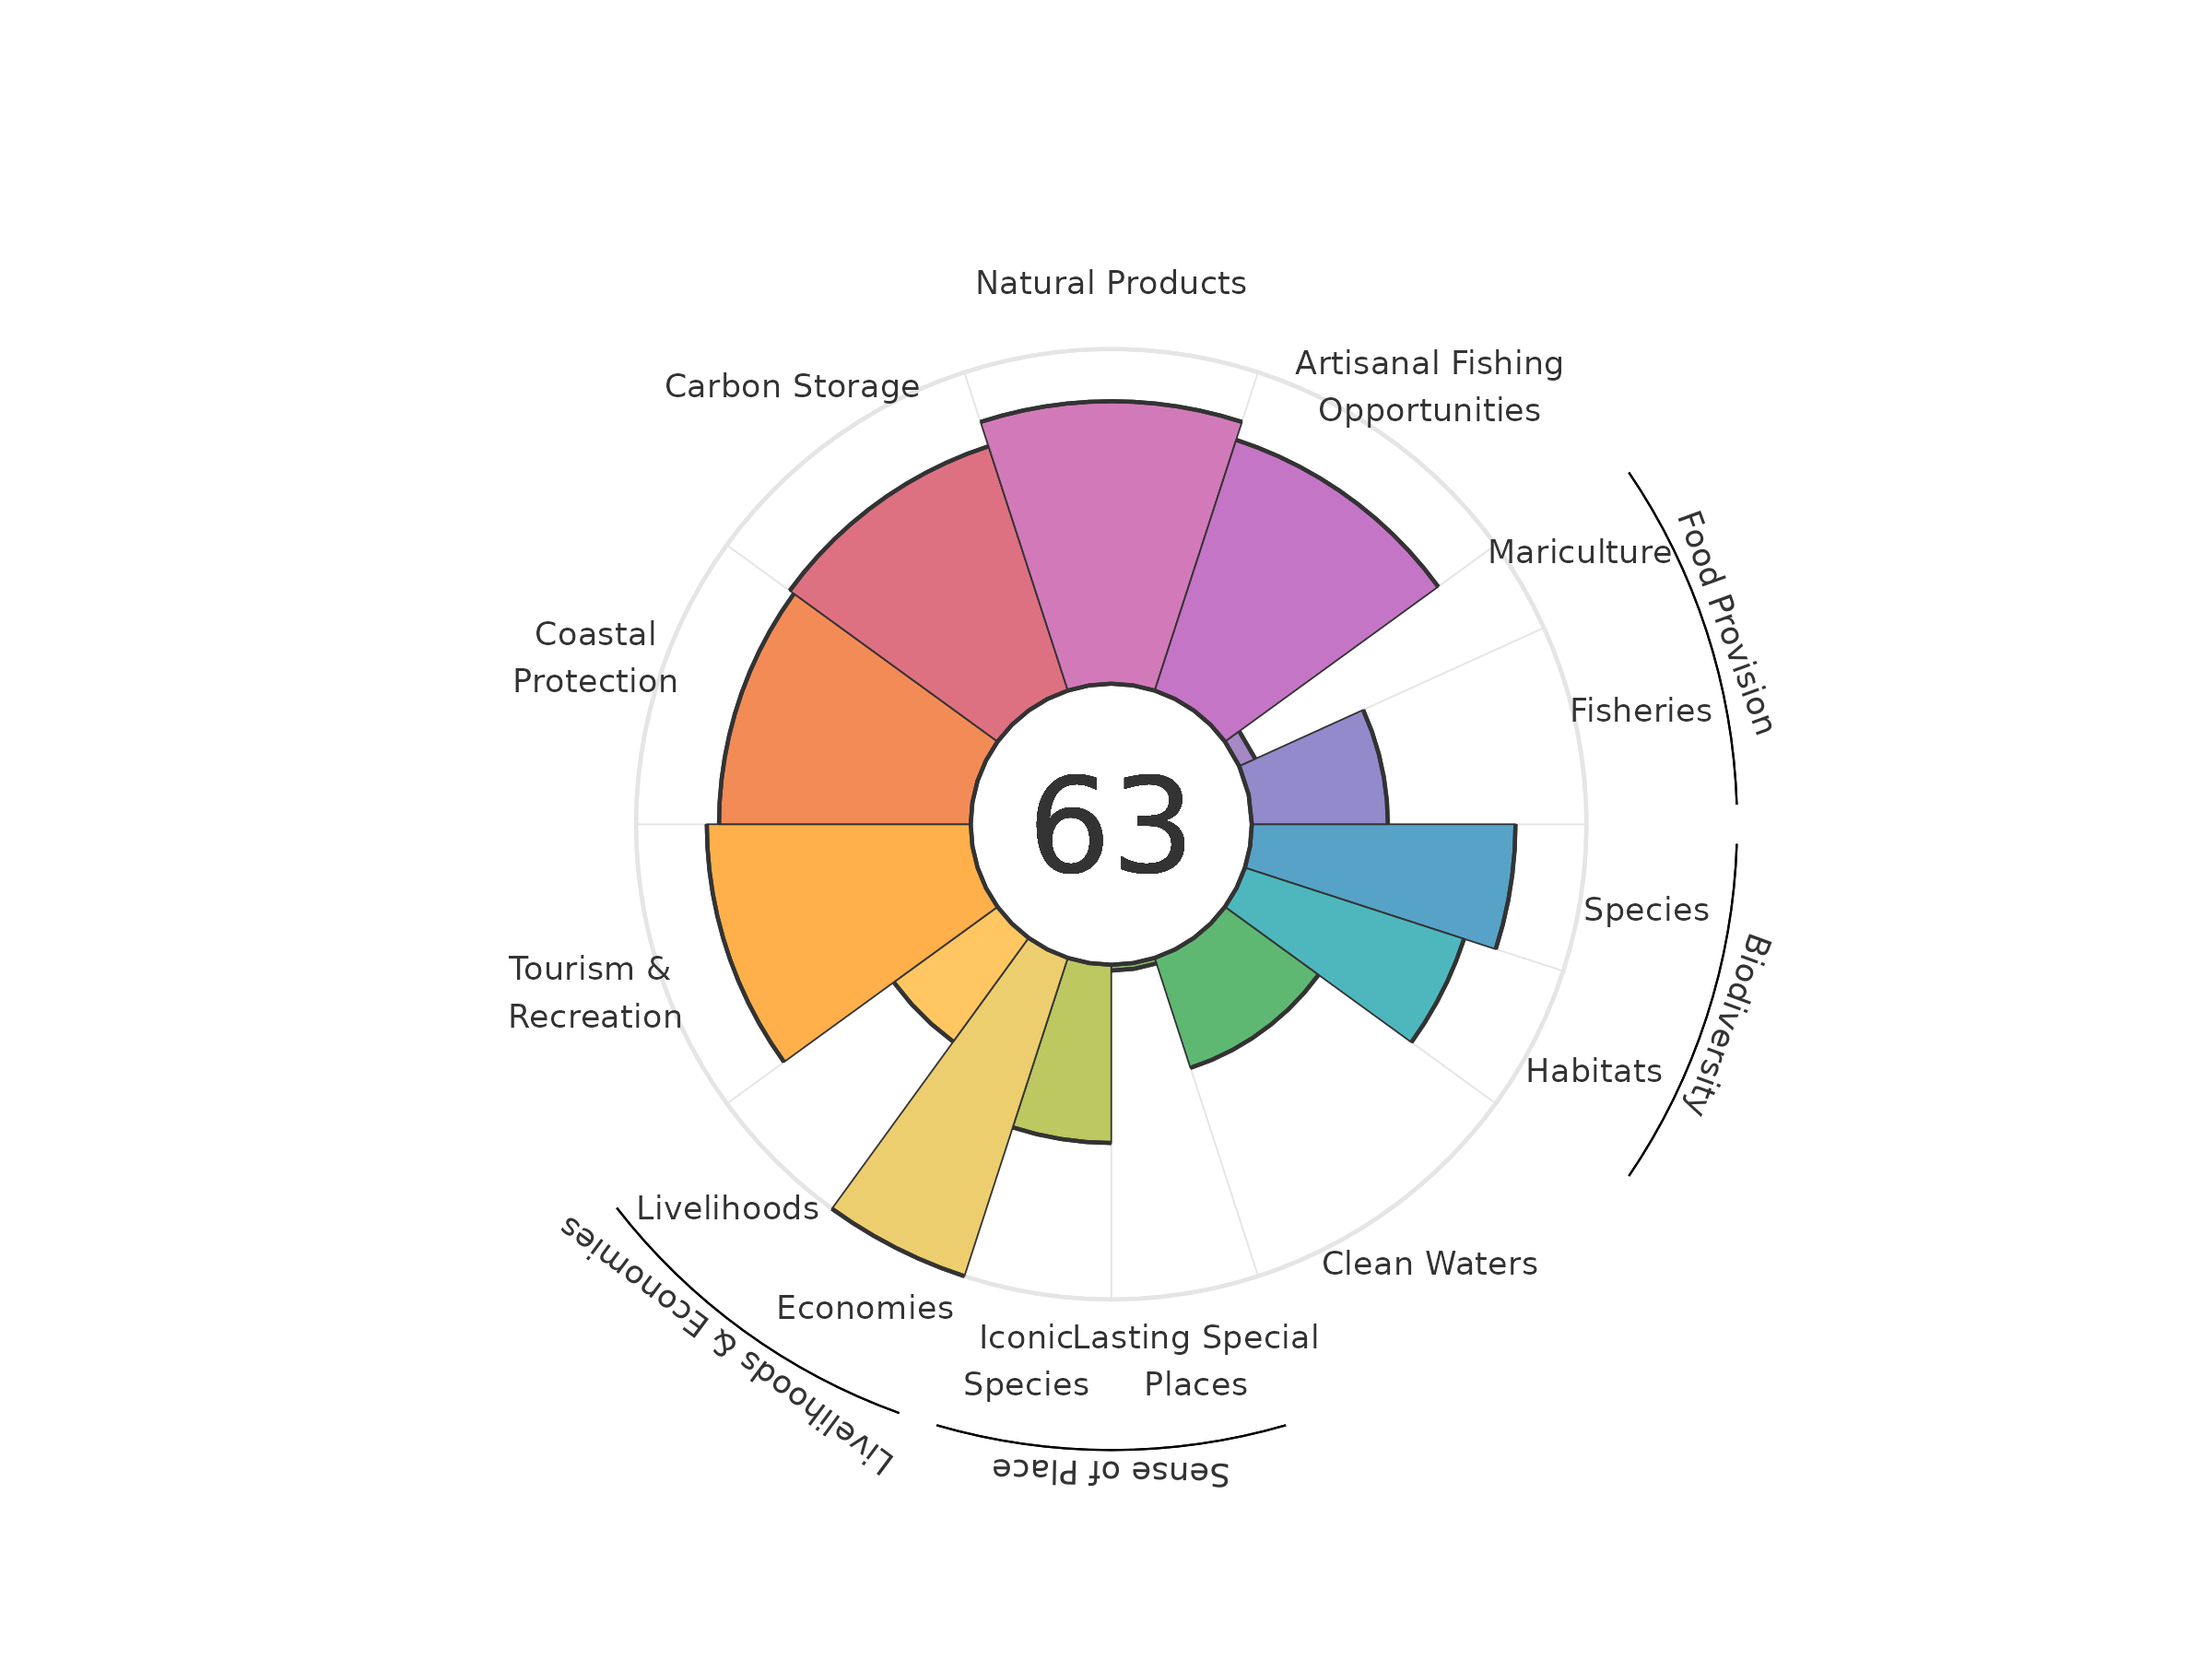 Natural Products
Carbon Storage
Artisanal Fishing
Opportunities
Mariculture
Food Provision
Fisheries
Coastal
Protection
63
Species
Biodiversity
Habitats
Tourism &
Recreation
Livelihoods
Livelihoods & Economies
Economies
Clean Waters
Iconic
Species
Lasting Special
Places
Sense of Place